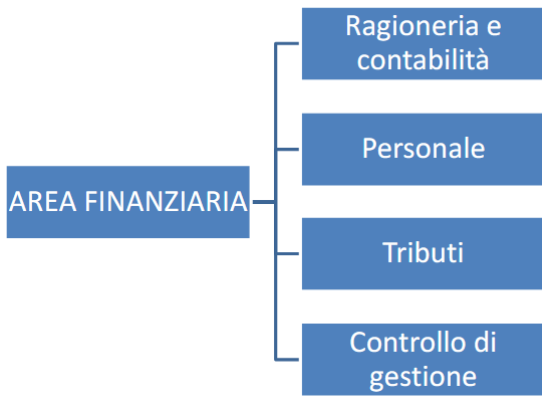 AREA FINANZIARIA
Ragioneria e
contabilità
Personale
Tributi
Controllo di
gestione